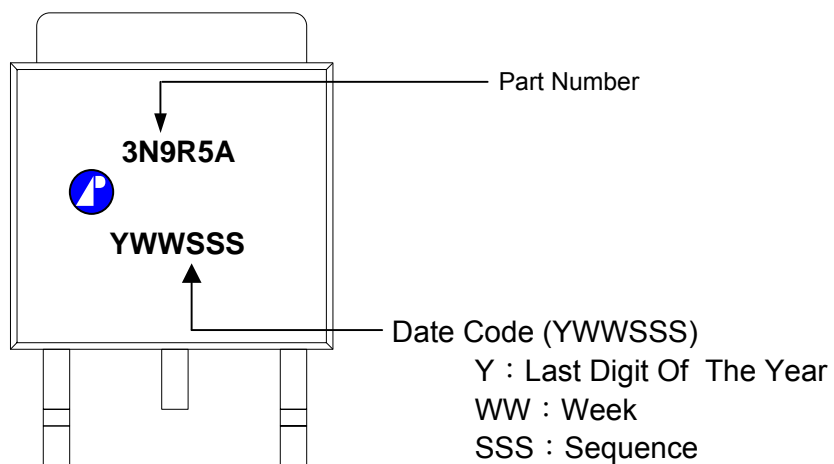 Part Number
3N9R5A
YWWSSS
Date Code (YWWSSS)
Y：Last Digit Of The Year
WW：Week
SSS：Sequence